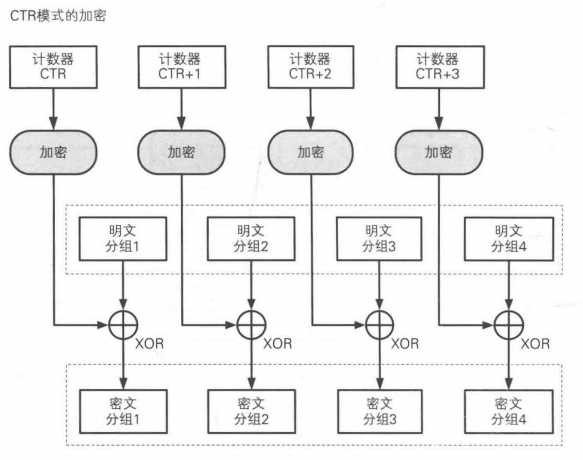 CTR模式的加密
计数器
CTR
计数器
CTR+1
计数器
CTR+2
计数器
CTR+3
加密
加密
加密
加密
明文
分组1
明文
分组2
明文
分组3
明文
分组4
XOR
XOR
XOR
XOR
密文
分组1
密文
分组2
密文
分组3
密文
分组4